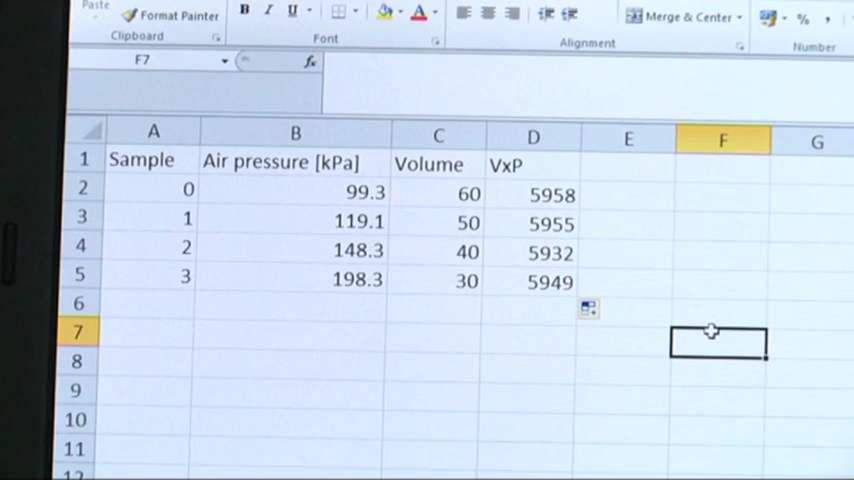 Paste
Format Painter
B I U A
Merge & Center
% ,
Clipboard
Font
Alignment
Number
F7
fx
A B C D E F G
1 Sample Air pressure [kPa] Volume VxP
2 0 99.3 60 5958
3 1 119.1 50 5955
4 2 148.3 40 5932
5 3 198.3 30 5949
6
7
8
9
10
11
12